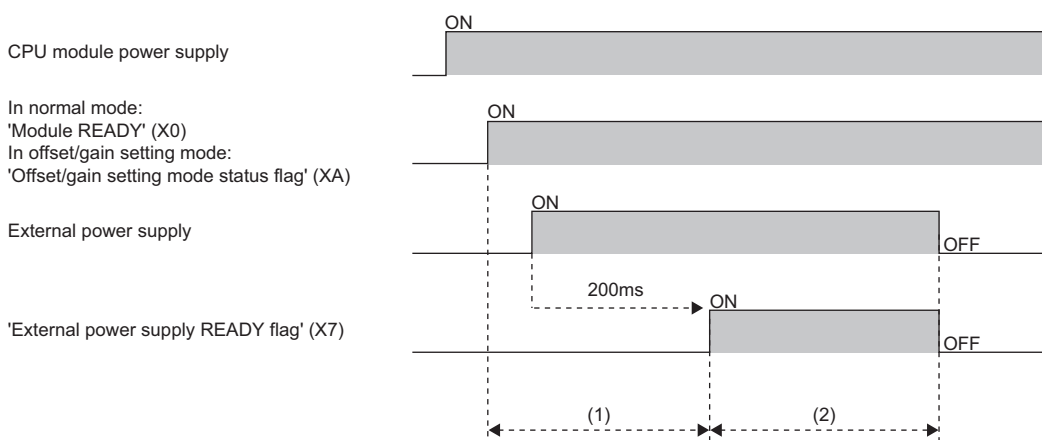 ON
CPU module power supply
In normal mode:
'Module READY' (X0)
In offset/gain setting mode:
'Offset/gain setting mode status flag' (XA)
ON
External power supply
ON
OFF
200ms
'External power supply READY flag' (X7)
ON
OFF
(1)
(2)